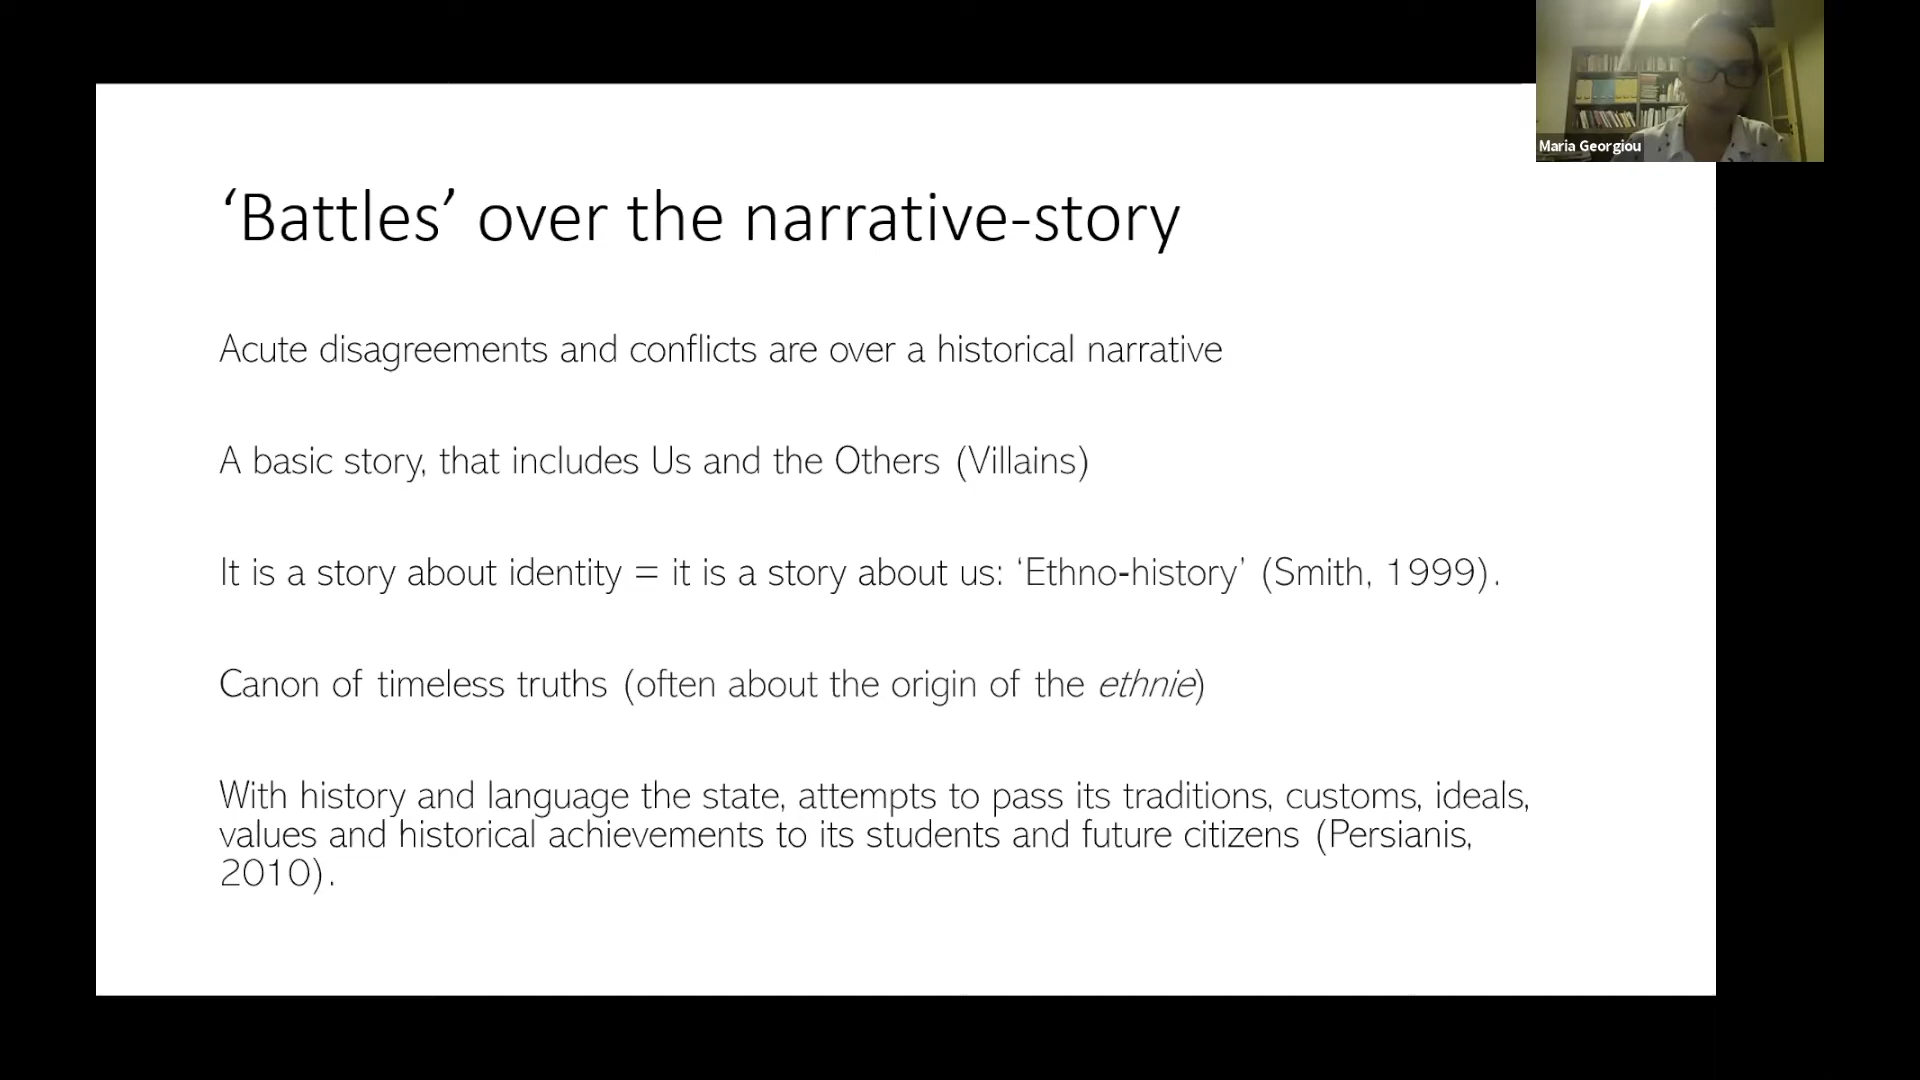 Maria Georgiou
‘Battles’ over the narrative-story
Acute disagreements and conflicts are over a historical narrative
A basic story, that includes Us and the Others (Villains)
It is a story about identity = it is a story about us: ‘Ethno-history’ (Smith, 1999).
Canon of timeless truths (often about the origin of the ethnie)
With history and language the state, attempts to pass its traditions, customs, ideals,
values and historical achievements to its students and future citizens (Persianis,
2010).